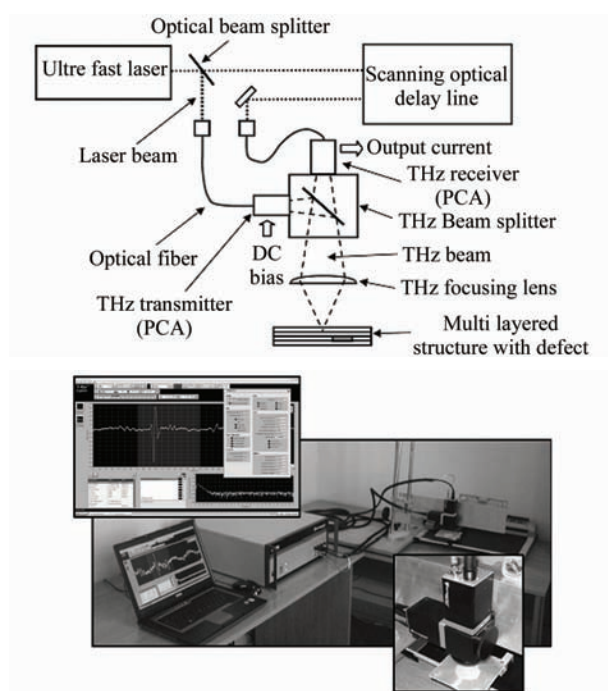 Optical beam splitter
Ultre fast laser
Scanning optical
delay line
Laser beam
Output current
THz receiver
(PCA)
THz Beam splitter
Optical fiber
DC
bias
THz beam
THz focusing lens
THz transmitter
(PCA)
Multi layered
structure with defect